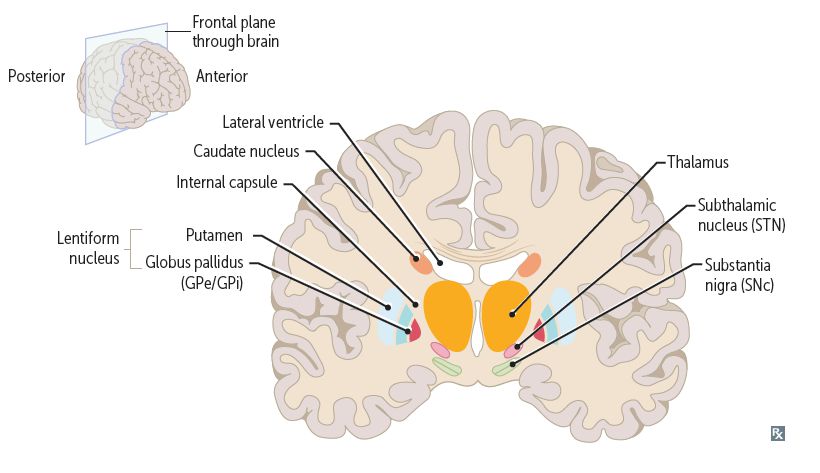 Frontal plane
through brain
Posterior
Anterior
Lateral ventricle
Caudate nucleus
Internal capsule
Lentiform
nucleus
Putamen
Globus pallidus
(GPe/GPi)
Thalamus
Subthalamic
nucleus (STN)
Substantia
nigra (SNc)
Rx